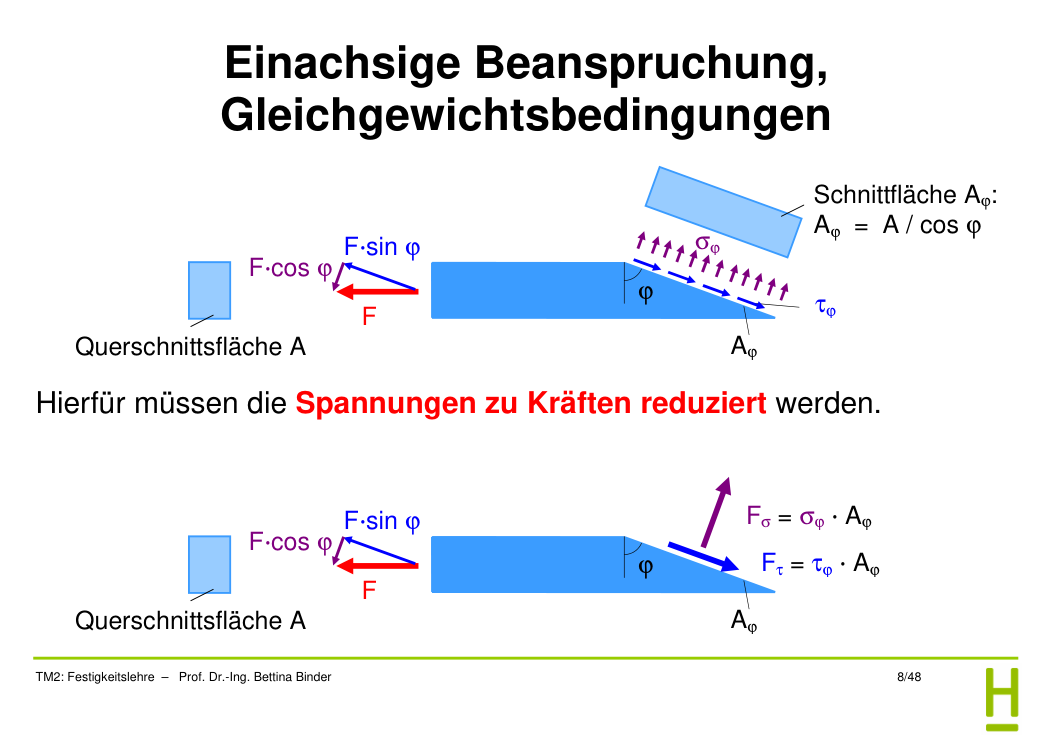 Einachsige Beanspruchung,
Gleichgewichtsbedingungen
Schnittfläche Aφ:
Aφ = A / cos φ
F·sin φ
σφ
F·cos φ
φ
τφ
F
Querschnittsfläche A
Aφ
Hierfür müssen die Spannungen zu Kräften reduziert werden.
F·sin φ
Fσ = σφ · Aφ
F·cos φ
φ
Fτ = τφ · Aφ
F
Querschnittsfläche A
Aφ
TM2: Festigkeitslehre – Prof. Dr.-Ing. Bettina Binder
8/48
H